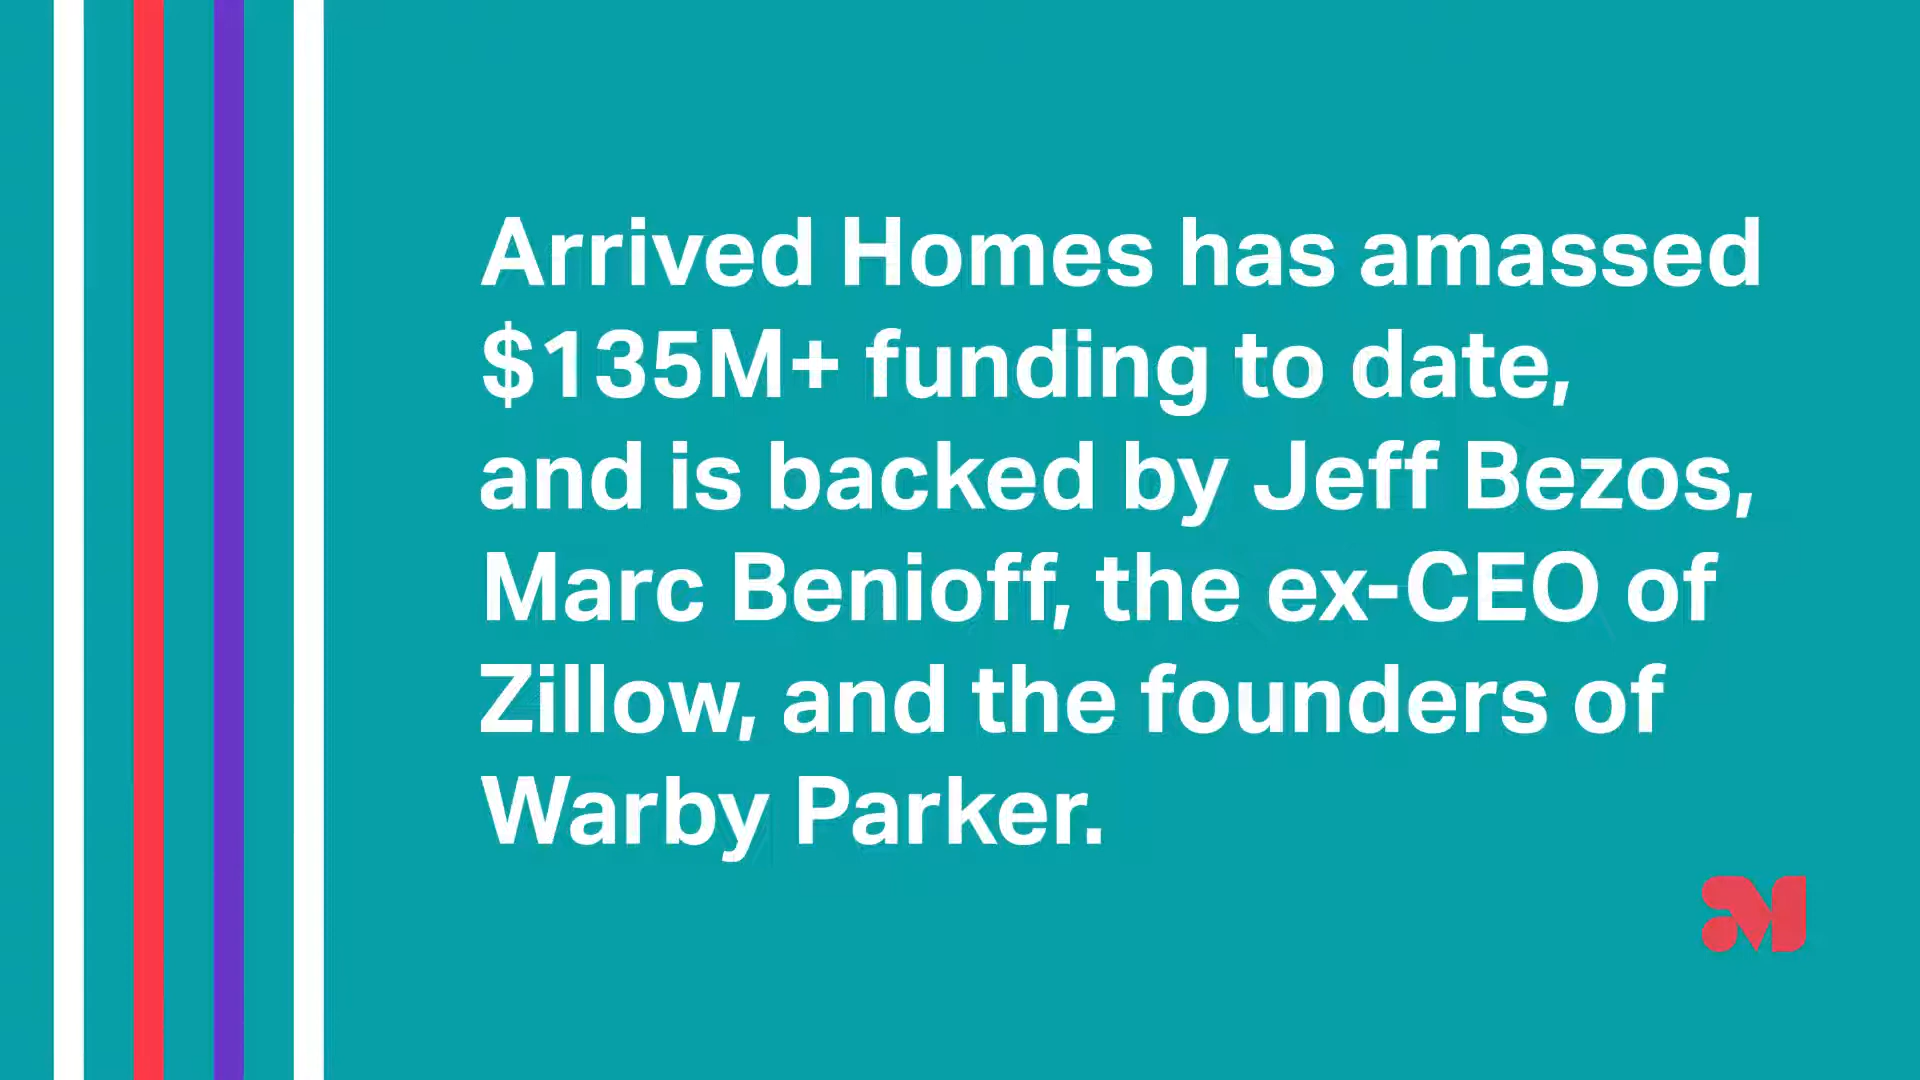 Arrived Homes has amassed
$135M+ funding to date,
and is backed by Jeff Bezos,
Marc Benioff, the ex-CEO of
Zillow, and the founders of
Warby Parker.